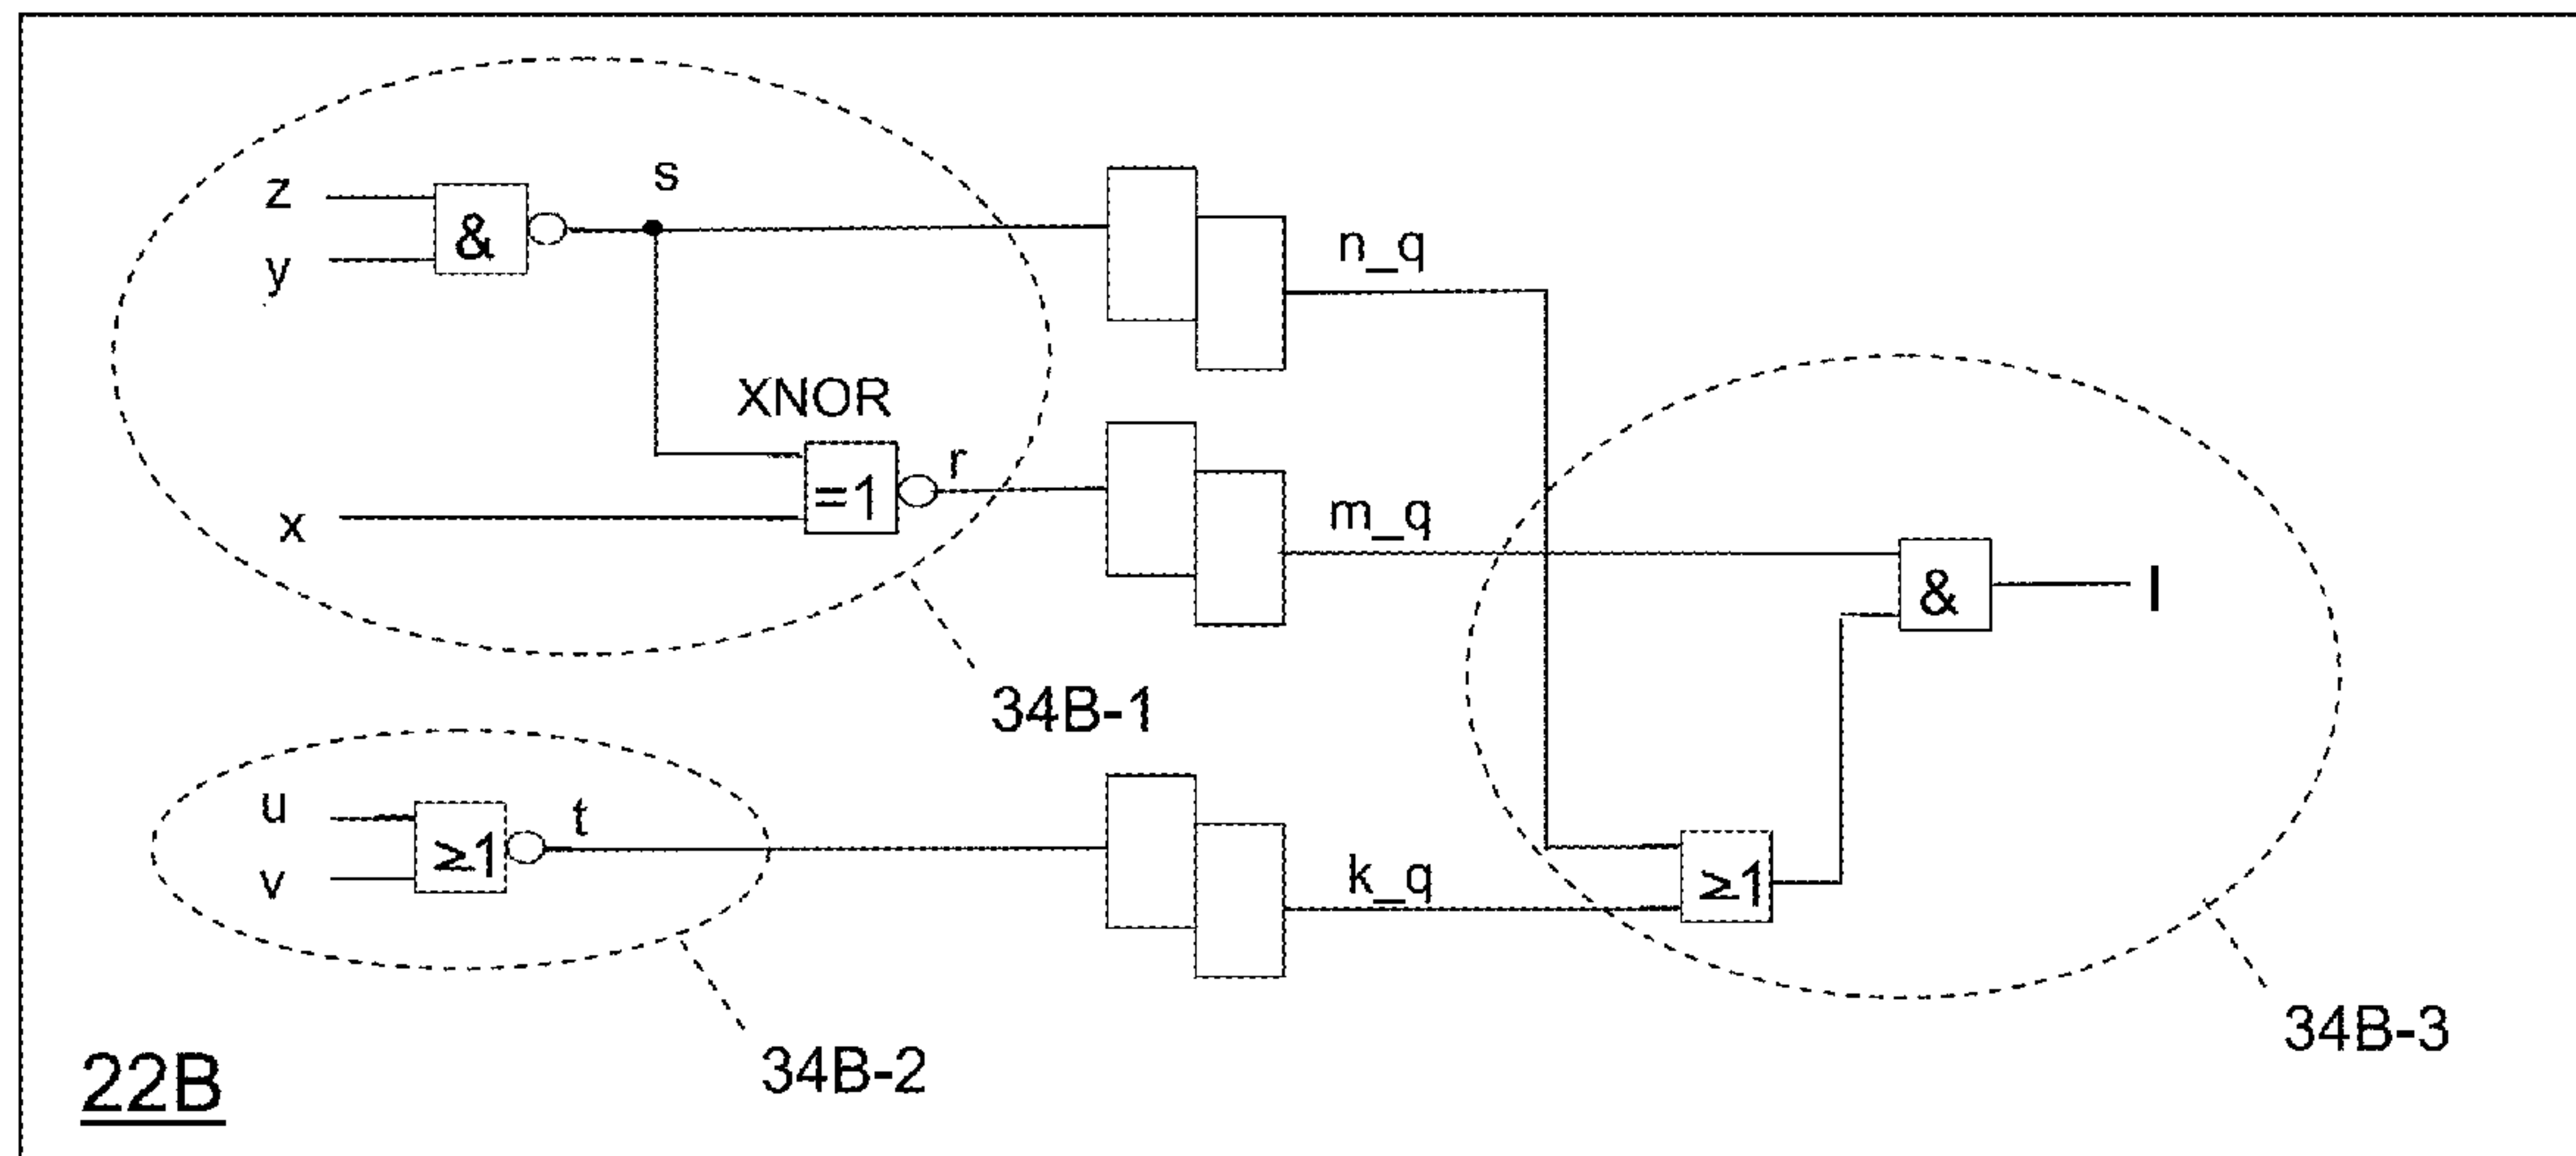 z
s
&
y
n_q
XNOR
r
=1
x
m_q
&
l
34B-1
u
t
≥1
v
k_q
≥1
34B-2
34B-3
22B